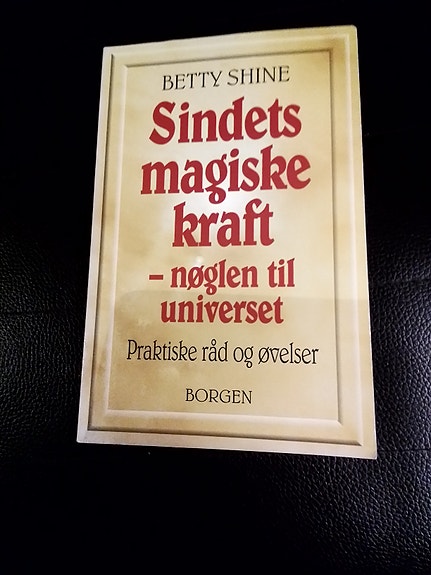 BETTY SHINE
Sindets
magiske
kraft
– nøglen til
universet
Praktiske råd og øvelser
BORGEN